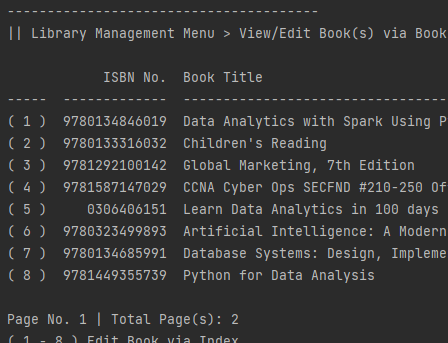 ---------------------------------------
|| Library Management Menu > View/Edit Book(s) via Book
ISBN No.  Book Title
-----  -------------  ---------------------------------
( 1 )  9780134846019  Data Analytics with Spark Using P
( 2 )  9780133316032  Children's Reading
( 3 )  9781292100142  Global Marketing, 7th Edition
( 4 )  9781587147029  CCNA Cyber Ops SECFND #210-250 Of
( 5 )     0306406151  Learn Data Analytics in 100 days
( 6 )  9780323499893  Artificial Intelligence: A Modern
( 7 )  9780134685991  Database Systems: Design, Impleme
( 8 )  9781449355739  Python for Data Analysis
Page No. 1 | Total Page(s): 2
( 1 - 8 ) Edit Book via Index